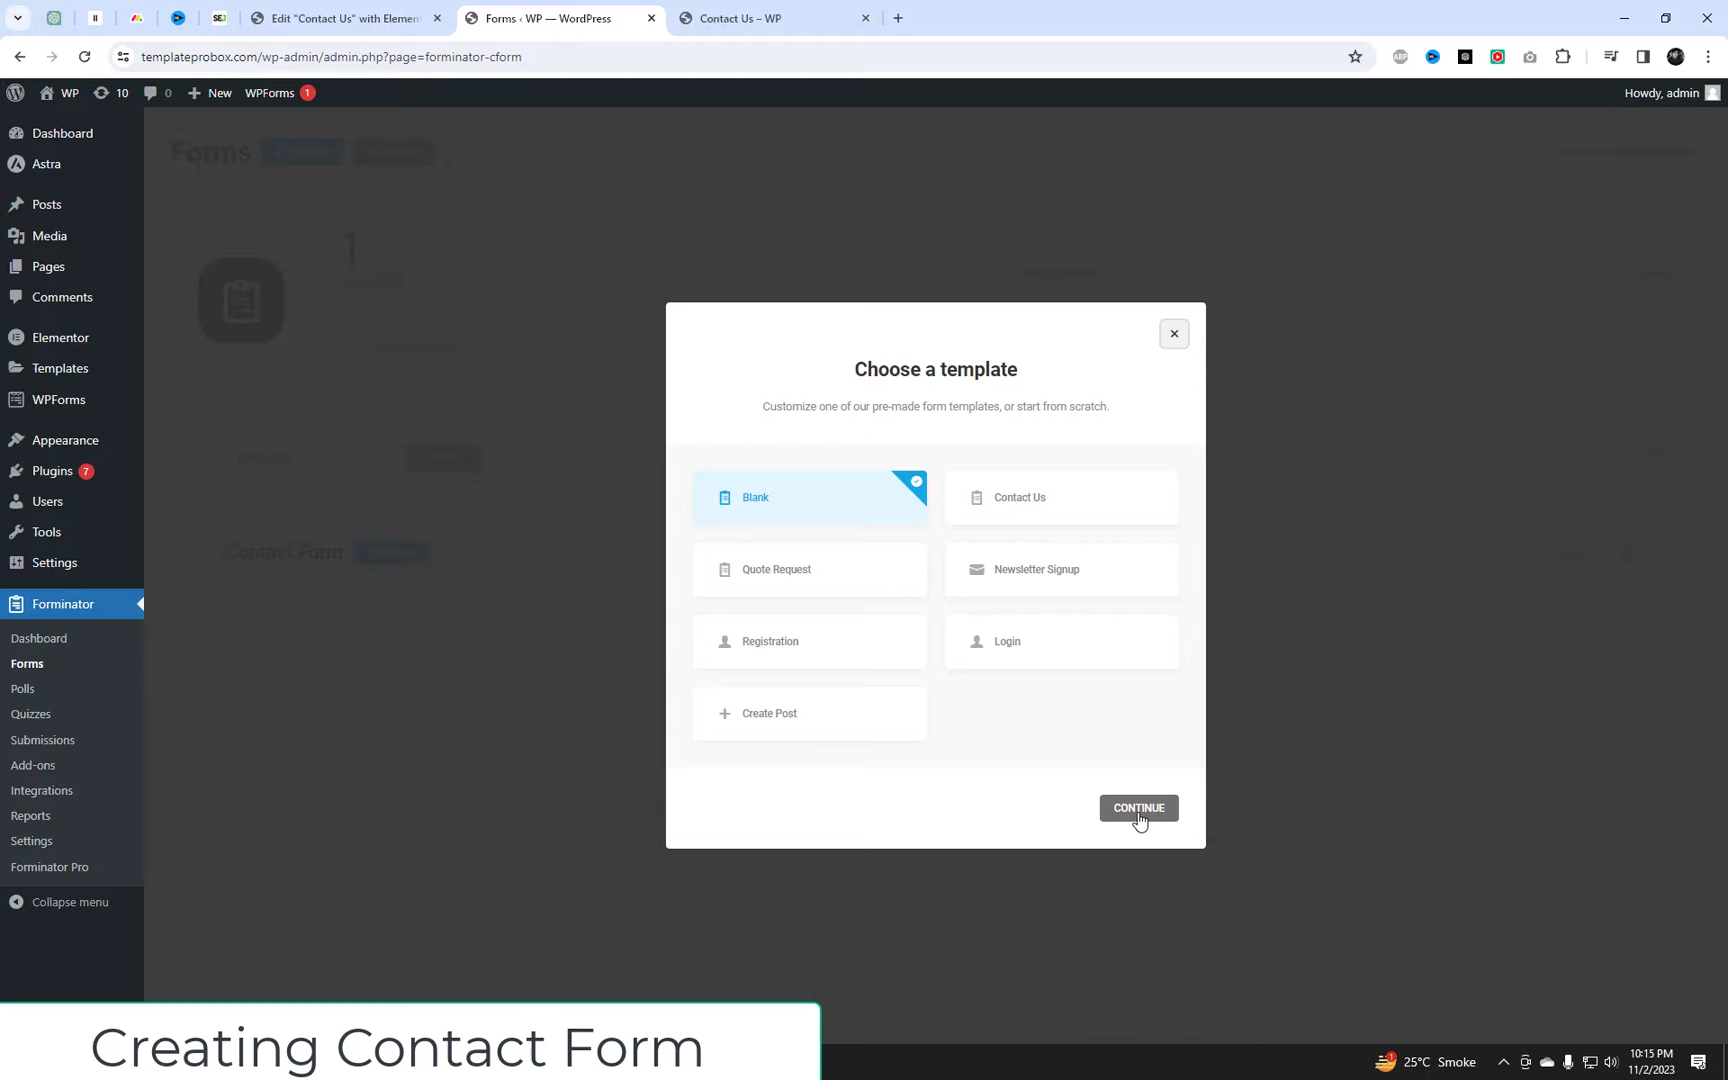 Edit "Contact Us" with Elemen
Forms ‹ WP — WordPress
Contact Us – WP
templateprobox.com/wp-admin/admin.php?page=forminator-cform
WP 10 0 New WPForms 1
Howdy, admin
Dashboard
Astra
Posts
Media
Pages
Comments
Elementor
Templates
WPForms
Appearance
Plugins 7
Users
Tools
Settings
Forminator
Dashboard
Forms
Polls
Quizzes
Submissions
Add-ons
Integrations
Reports
Settings
Forminator Pro
Collapse menu
Forms
1
Contact Form
Choose a template
Customize one of our pre-made form templates, or start from scratch.
Blank
Contact Us
Quote Request
Newsletter Signup
Registration
Login
Create Post
CONTINUE
Creating Contact Form
25°C Smoke
10:15 PM
11/2/2023